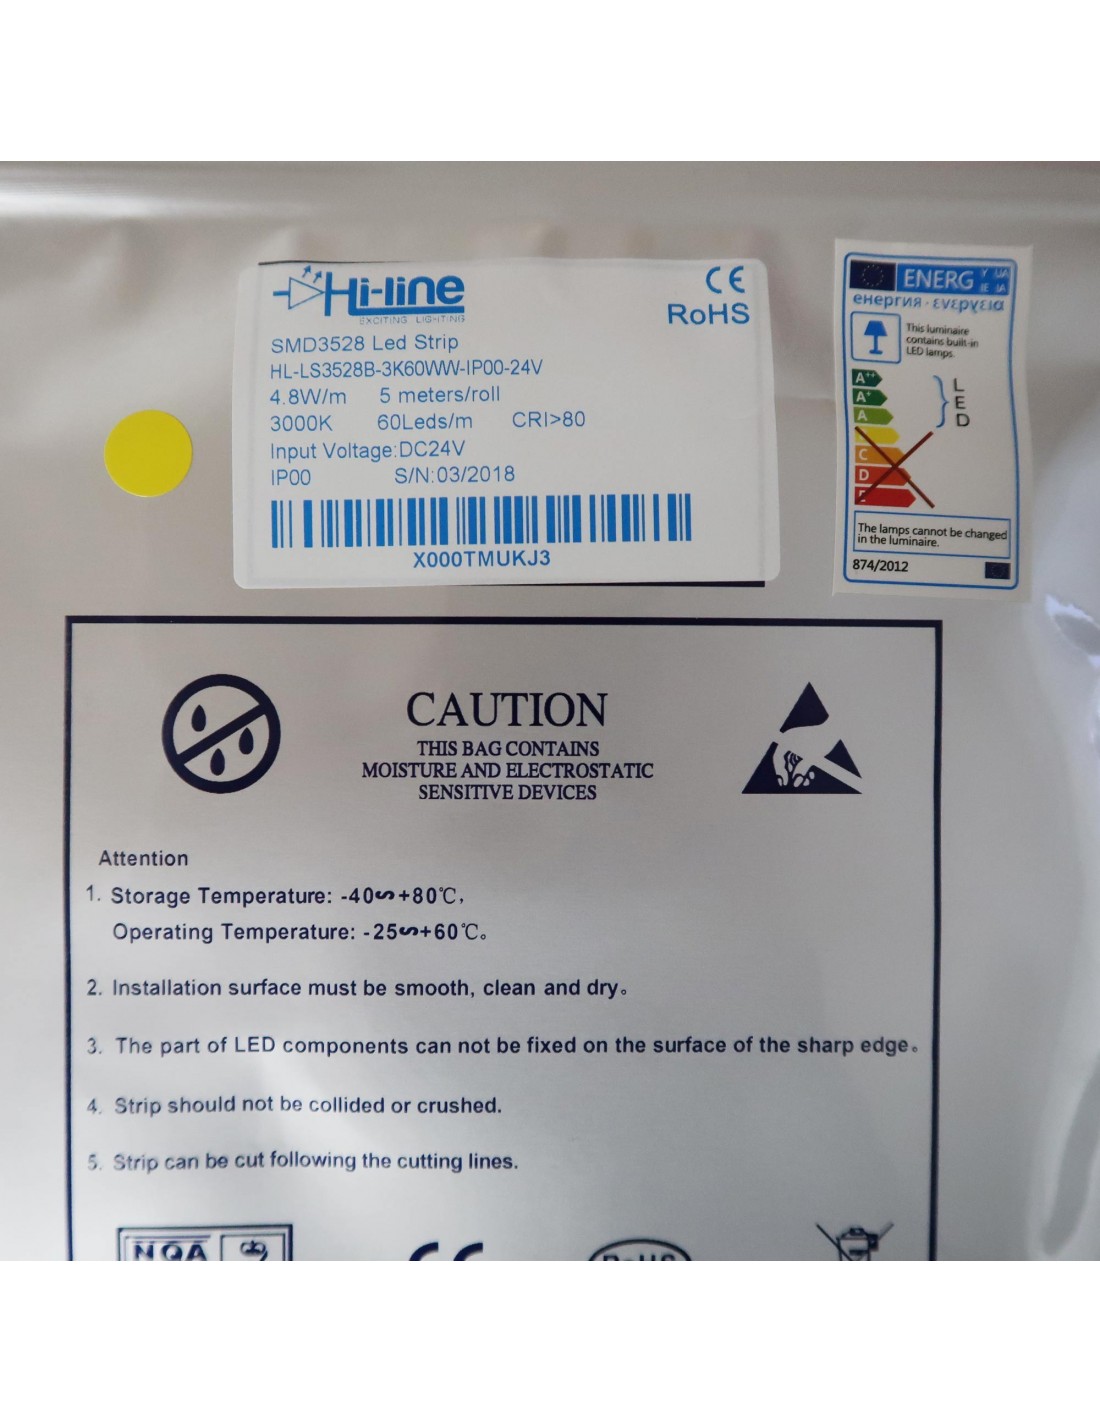 Hi-line
EXCITING LIGHTING
CE
RoHS
SMD3528 Led Strip
HL-LS3528B-3K60WW-IP00-24V
4.8W/m 5 meters/roll
3000K 60Leds/m CRI>80
Input Voltage:DC24V
IP00 S/N:03/2018
X000TMUKJ3
ENERG Y UA
IE IA
енергия · ενεργεια
This luminaire
contains built-in
LED lamps.
A++
A+
A
C
D
E
L
E
D
The lamps cannot be changed
in the luminaire.
874/2012
CAUTION
THIS BAG CONTAINS
MOISTURE AND ELECTROSTATIC
SENSITIVE DEVICES
Attention
1. Storage Temperature: -40∽+80℃,
Operating Temperature: -25∽+60℃。
2. Installation surface must be smooth, clean and dry。
3. The part of LED components can not be fixed on the surface of the sharp edge。
4. Strip should not be collided or crushed.
5. Strip can be cut following the cutting lines.
NQA
CE
RoHS